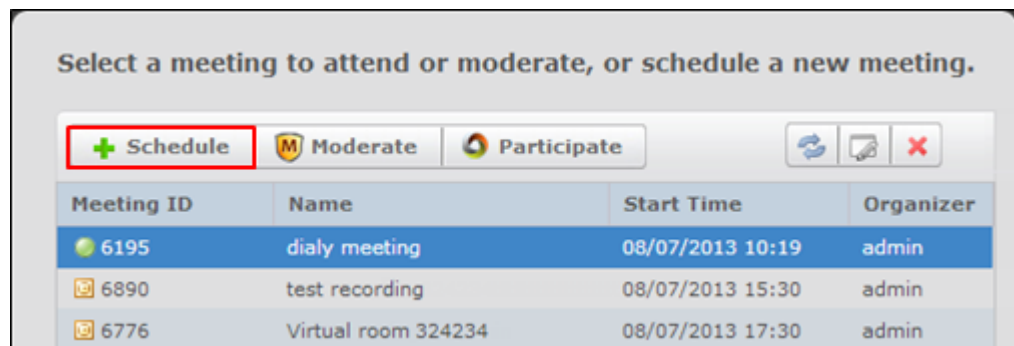 Select a meeting to attend or moderate, or schedule a new meeting.
Schedule M Moderate Participate
Meeting ID Name Start Time Organizer
6195 dialy meeting 08/07/2013 10:19 admin
6890 test recording 08/07/2013 15:30 admin
6776 Virtual room 324234 08/07/2013 17:30 admin